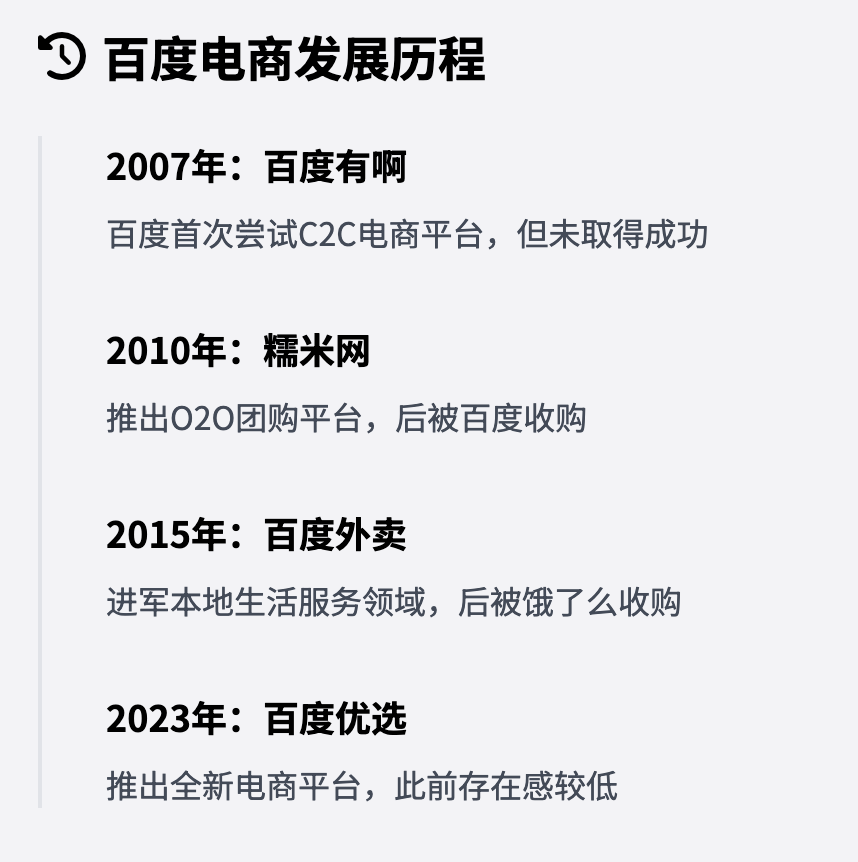 百度电商发展历程
2007年：百度有啊
百度首次尝试C2C电商平台，但未取得成功
2010年：糯米网
推出O2O团购平台，后被百度收购
2015年：百度外卖
进军本地生活服务领域，后被饿了么收购
2023年：百度优选
推出全新电商平台，此前存在感较低